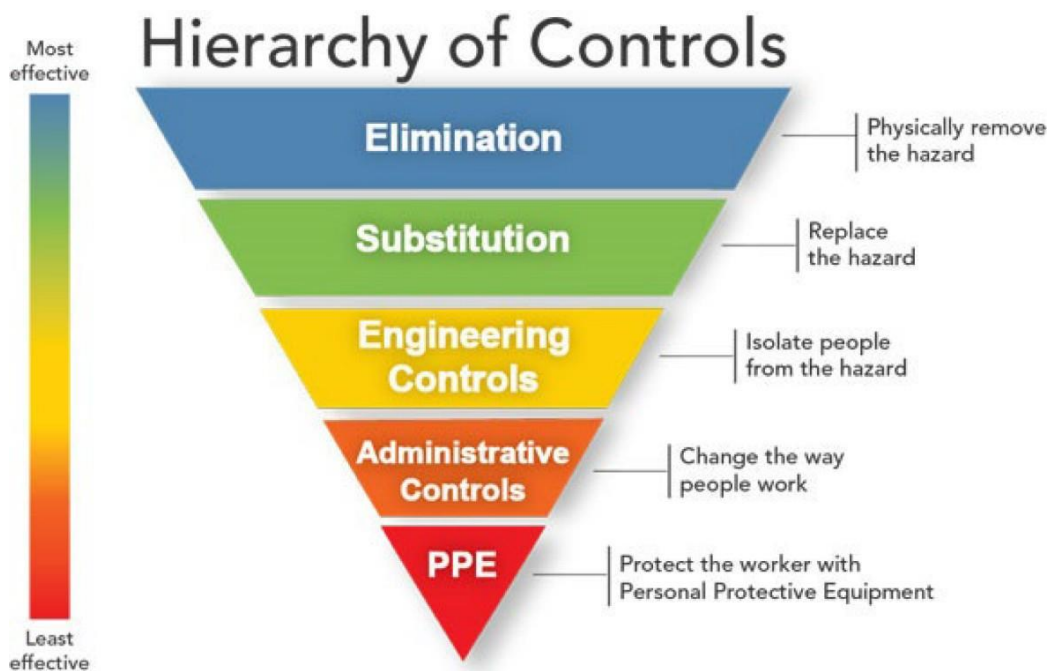 Hierarchy of Controls
Most
effective
Elimination
Physically remove
the hazard
Substitution
Replace
the hazard
Engineering
Controls
Isolate people
from the hazard
Administrative
Controls
Change the way
people work
PPE
Protect the worker with
Personal Protective Equipment
Least
effective